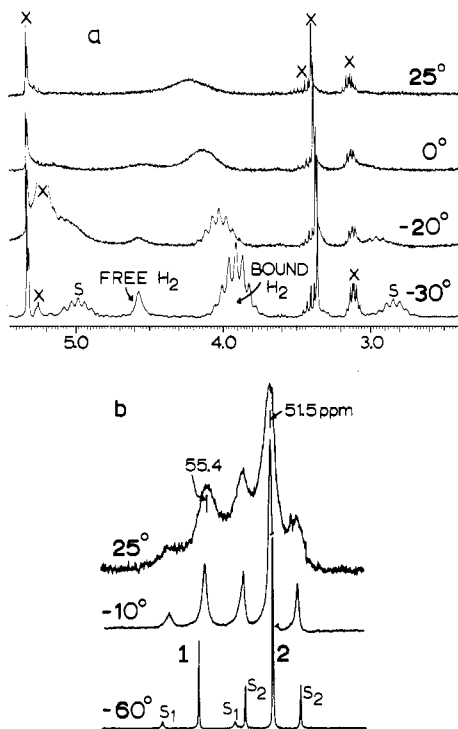 a
X X X X 25°
0°
X -20°
X S FREE H₂ BOUND H₂ X S -30°
5.0 4.0 3.0
b
51.5 ppm
55.4
25°
-10°
1 2
-60° S₁ S₁ S₂ S₂